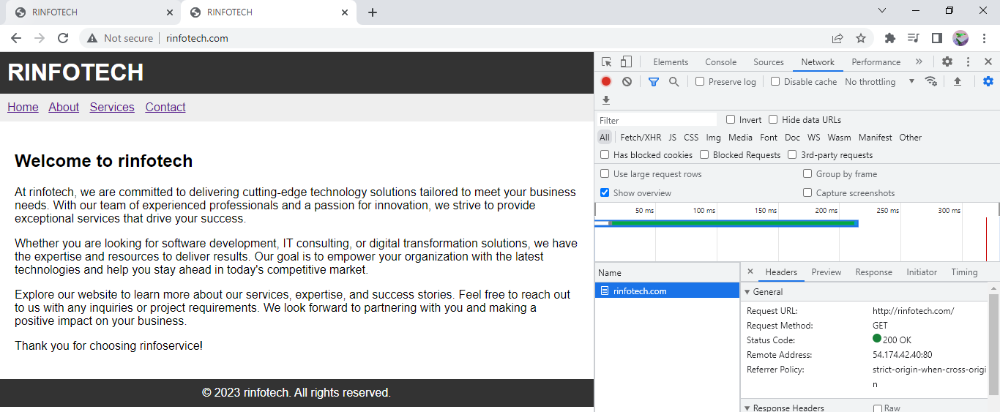 RINFOTECH
RINFOTECH
Not secure | rinfotech.com
RINFOTECH
Home About Services Contact
Welcome to rinfotech
At rinfotech, we are committed to delivering cutting-edge technology solutions tailored to meet your business
needs. With our team of experienced professionals and a passion for innovation, we strive to provide
exceptional services that drive your success.
Whether you are looking for software development, IT consulting, or digital transformation solutions, we have
the expertise and resources to deliver results. Our goal is to empower your organization with the latest
technologies and help you stay ahead in today's competitive market.
Explore our website to learn more about our services, expertise, and success stories. Feel free to reach out
to us with any inquiries or project requirements. We look forward to partnering with you and making a
positive impact on your business.
Thank you for choosing rinfoservice!
© 2023 rinfotech. All rights reserved.
Elements Console Sources Network Performance
Preserve log Disable cache No throttling
Filter Invert Hide data URLs
All Fetch/XHR JS CSS Img Media Font Doc WS Wasm Manifest Other
Has blocked cookies Blocked Requests 3rd-party requests
Use large request rows Group by frame
Show overview Capture screenshots
50 ms 100 ms 150 ms 200 ms 250 ms 300 ms
Name
rinfotech.com
Headers Preview Response Initiator Timing
General
Request URL: http://rinfotech.com/
Request Method: GET
Status Code: 200 OK
Remote Address: 54.174.42.40:80
Referrer Policy: strict-origin-when-cross-origi
n
Response Headers Raw